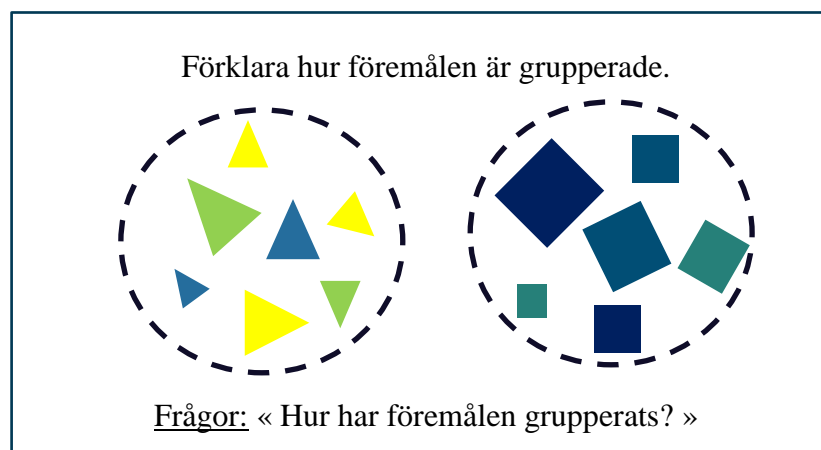 Förklara hur föremålen är grupperade.
Frågor: « Hur har föremålen grupperats? »